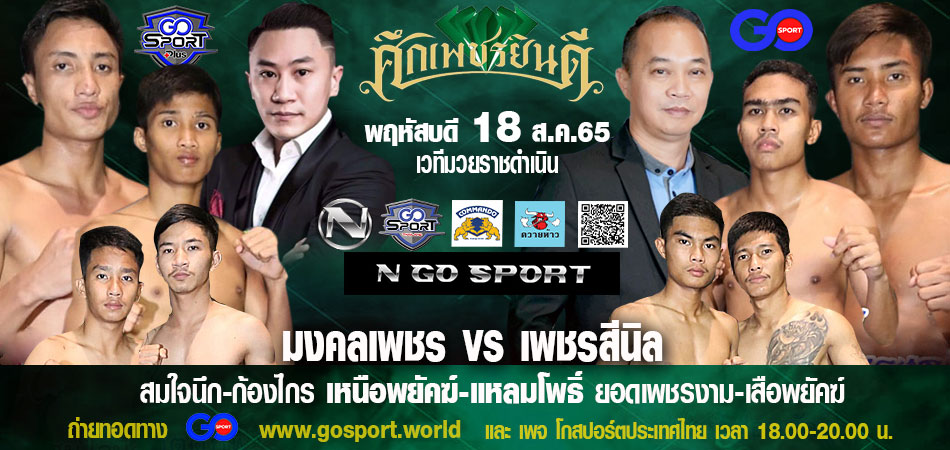 GO
SPORT
Plus
ศึกเพชรยินดี
GO
SPORT
พฤหัสบดี 18 ส.ค.65
เวทีมวยราชดำเนิน
N
GO
SPORT
COMMANDO
ควายขาว
N GO SPORT
มงคลเพชร VS เพชรสีนิล
สมใจนึก-ก้องไกร เหนือพยัคฆ์-แหลมโพธิ์ ยอดเพชรงาม-เสือพยัคฆ์
ถ่ายทอดทาง GO SPORT www.gosport.world และ เพจ โกสปอร์ตประเทศไทย เวลา 18.00-20.00 น.